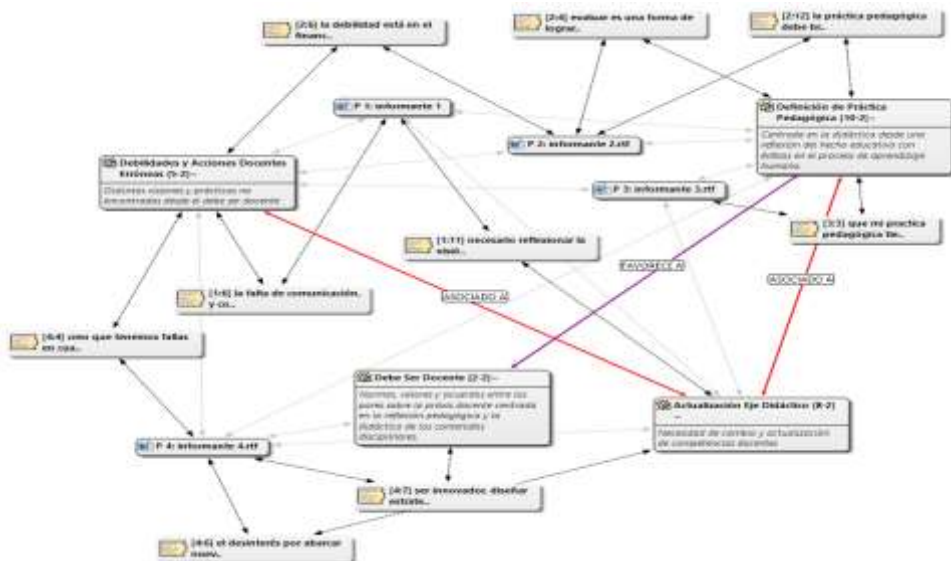 [2:6] la debilidad está en el
financ..
[2:4] evaluar es una forma de
lograr..
[2:12] la práctica pedagógica
debe
P 1: informante 1
Definición de Práctica
Pedagógica {10-2}~
Centrada en la didáctica desde una
reflexión del hecho educativo con
énfasis en el proceso de aprendizaje
humano.
P 2: informante 2.rtf
Debilidades y Acciones Docentes
Erróneas {5-2}~
Distintas visiones y prácticas no
encontradas desde el debe ser docente
P 3: informante 3.rtf
[3:3] que mi practica
pedagógica
[1:11] necesario reflexionar la
FAVORECE A
ASOCIADO A
[1:6] la falta de comunicación,
y co..
ASOCIADO A
[4:4] creo que tenemos fallas
en cua..
Debe Ser Docente {2-2}~
Normas, valores y acuerdos entre los
pares sobre la praxis docente centrada
en la reflexión pedagógica y la
didáctica de los contenidos
disciplinares
Actualización Eje Didáctico {8-2}
~
Necesidad de cambio y actualización
de competencias docentes
P 4: informante 4.rtf
[4:7] ser innovador, diseñar
estrate..
[4:6] el desinterés por abarcar
nuev..